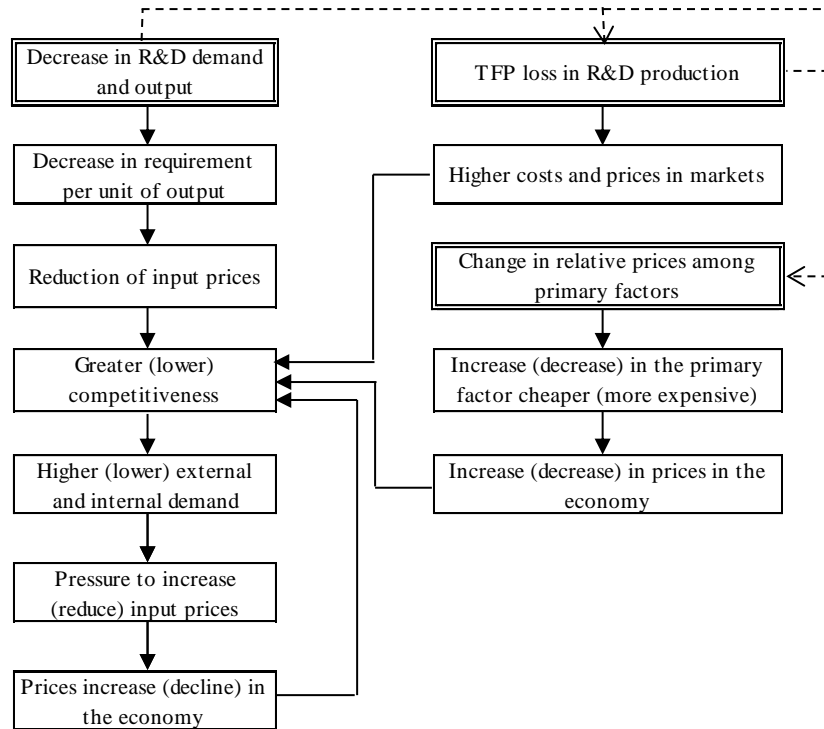 Decrease in R&D demand
and output
Decrease in requirement
per unit of output
Reduction of input prices
Greater (lower)
competitiveness
Higher (lower) external
and internal demand
Pressure to increase
(reduce) input prices
Prices increase (decline) in
the economy
TFP loss in R&D production
Higher costs and prices in markets
Change in relative prices among
primary factors
Increase (decrease) in the primary
factor cheaper (more expensive)
Increase (decrease) in prices in the
economy